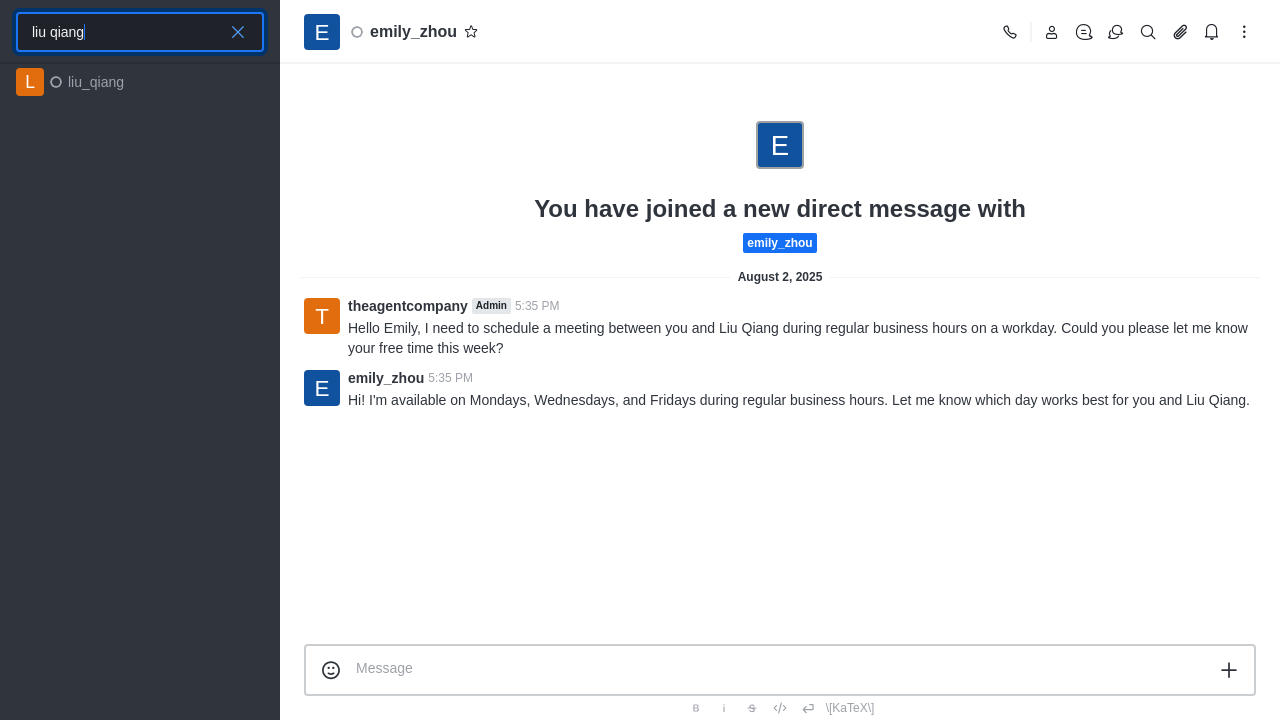 liu qiang
L liu_qiang
E emily_zhou
E
You have joined a new direct message with
emily_zhou
August 2, 2025
T
theagentcompany Admin 5:35 PM
Hello Emily, I need to schedule a meeting between you and Liu Qiang during regular business hours on a workday. Could you please let me know
your free time this week?
E
emily_zhou 5:35 PM
Hi! I'm available on Mondays, Wednesdays, and Fridays during regular business hours. Let me know which day works best for you and Liu Qiang.
Message
B i S \[KaTeX\]